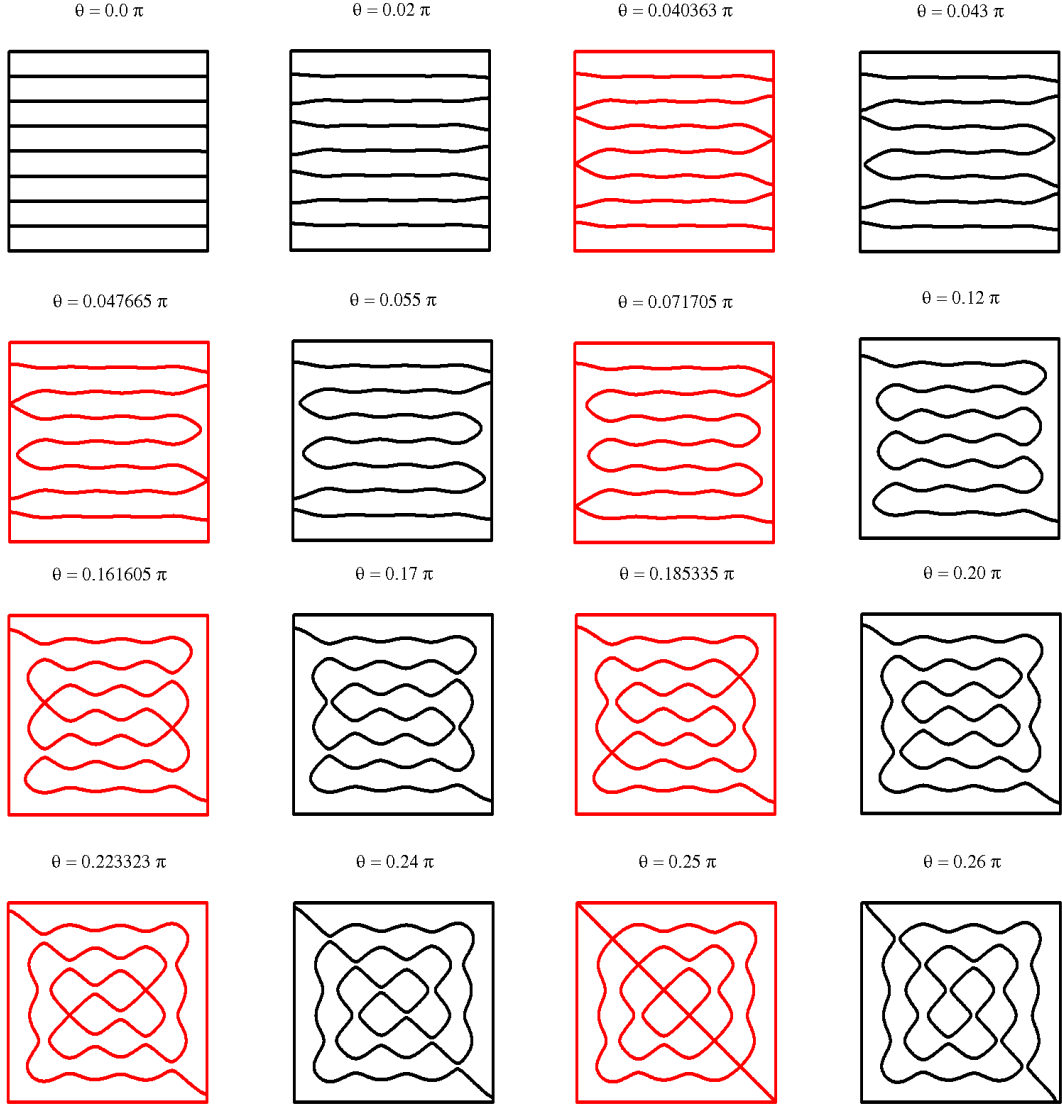 θ = 0.0 π
θ = 0.02 π
θ = 0.040363 π
θ = 0.043 π
θ = 0.047665 π
θ = 0.055 π
θ = 0.071705 π
θ = 0.12 π
θ = 0.161605 π
θ = 0.17 π
θ = 0.185335 π
θ = 0.20 π
θ = 0.223323 π
θ = 0.24 π
θ = 0.25 π
θ = 0.26 π